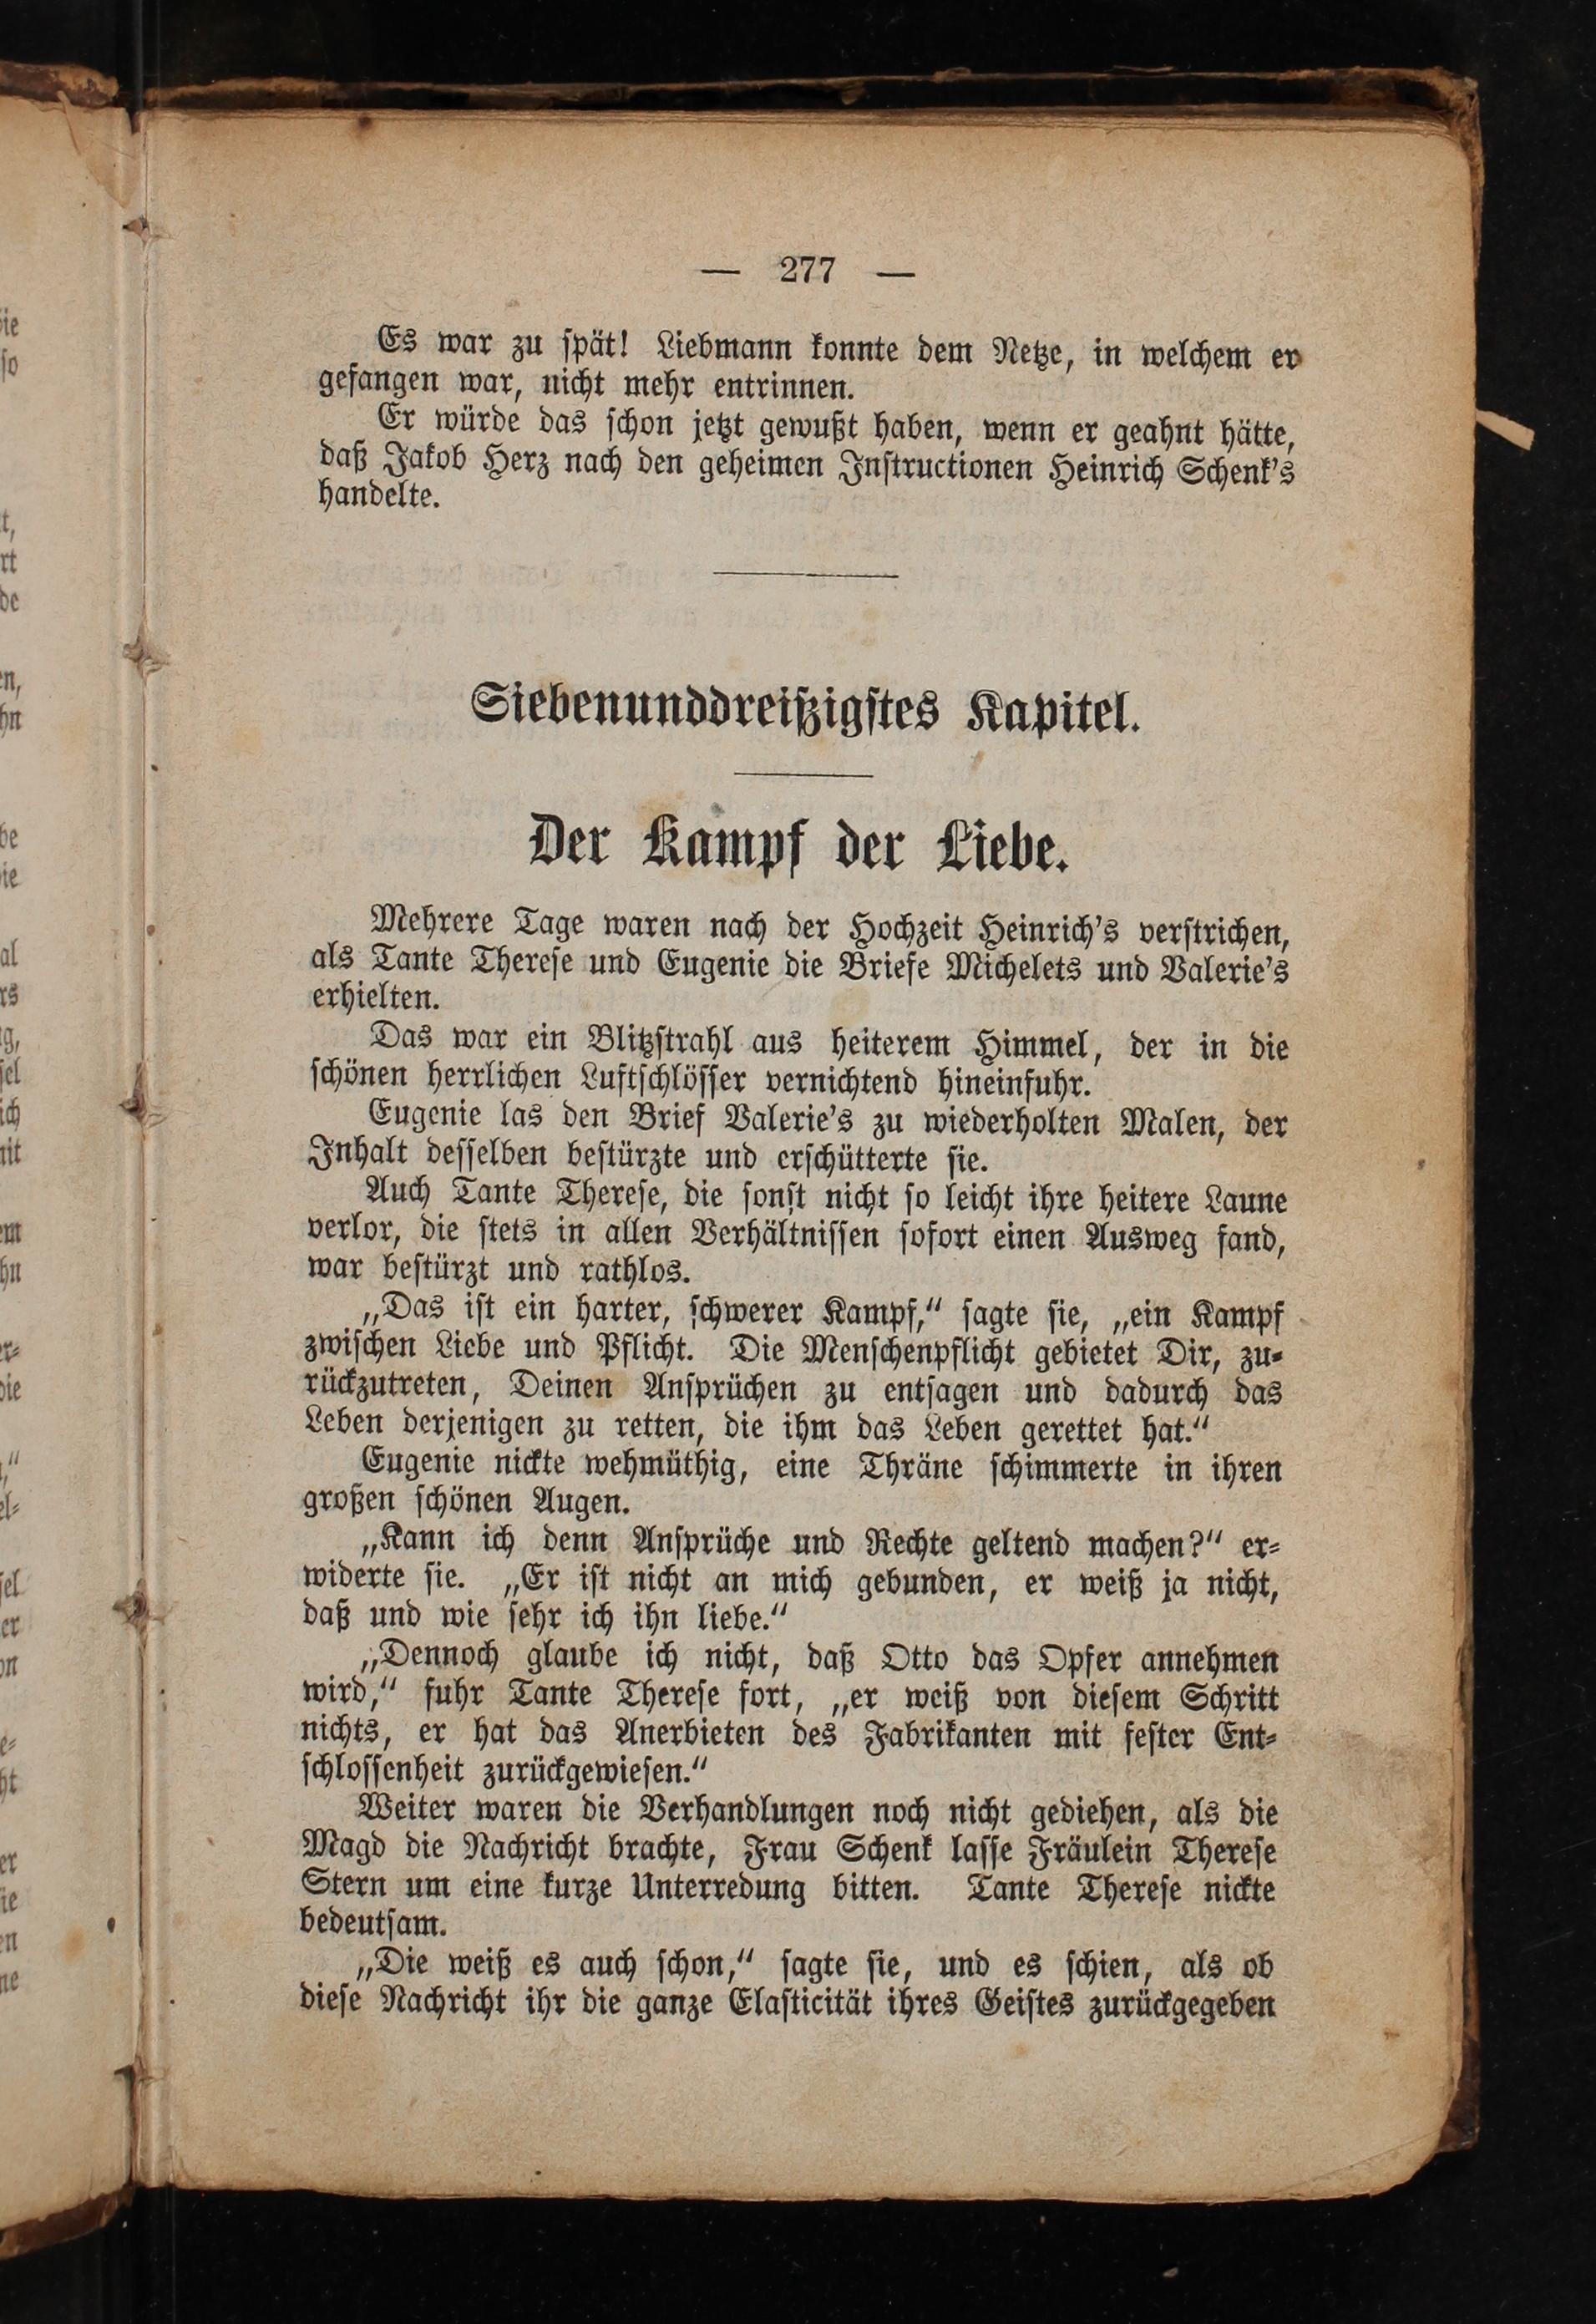 — 277 —
Es war zu spät! Liebmann konnte dem Netze, in welchem er
gefangen war, nicht mehr entrinnen.
Er würde das schon jetzt gewußt haben, wenn er geahnt hätte,
daß Jakob Herz nach den geheimen Instructionen Heinrich Schenk's
handelte.
Siebenunddreißigstes Kapitel.
Der Kampf der Liebe.
Mehrere Tage waren nach der Hochzeit Heinrich's verstrichen,
als Tante Therese und Eugenie die Briefe Michelets und Valerie's
erhielten.
Das war ein Blitzstrahl aus heiterem Himmel, der in die
schönen herrlichen Luftschlösser vernichtend hineinfuhr.
Eugenie las den Brief Valerie's zu wiederholten Malen, der
Inhalt desselben bestürzte und erschütterte sie.
Auch Tante Therese, die sonst nicht so leicht ihre heitere Laune
verlor, die stets in allen Verhältnissen sofort einen Ausweg fand,
war bestürzt und rathlos.
„Das ist ein harter, schwerer Kampf,“ sagte sie, „ein Kampf
zwischen Liebe und Pflicht. Die Menschenpflicht gebietet Dir, zu-
rückzutreten, Deinen Ansprüchen zu entsagen und dadurch das
Leben derjenigen zu retten, die ihm das Leben gerettet hat.“
Eugenie nickte wehmüthig, eine Thräne schimmerte in ihren
großen schönen Augen.
„Kann ich denn Ansprüche und Rechte geltend machen?“ er-
widerte sie. „Er ist nicht an mich gebunden, er weiß ja nicht,
daß und wie sehr ich ihn liebe.“
„Dennoch glaube ich nicht, daß Otto das Opfer annehmen
wird,“ fuhr Tante Therese fort, „er weiß von diesem Schritt
nichts, er hat das Anerbieten des Fabrikanten mit fester Ent-
schlossenheit zurückgewiesen.“
Weiter waren die Verhandlungen noch nicht gediehen, als die
Magd die Nachricht brachte, Frau Schenk lasse Fräulein Therese
Stern um eine kurze Unterredung bitten. Tante Therese nickte
bedeutsam.
„Die weiß es auch schon,“ sagte sie, und es schien, als ob
diese Nachricht ihr die ganze Elasticität ihres Geistes zurückgegeben